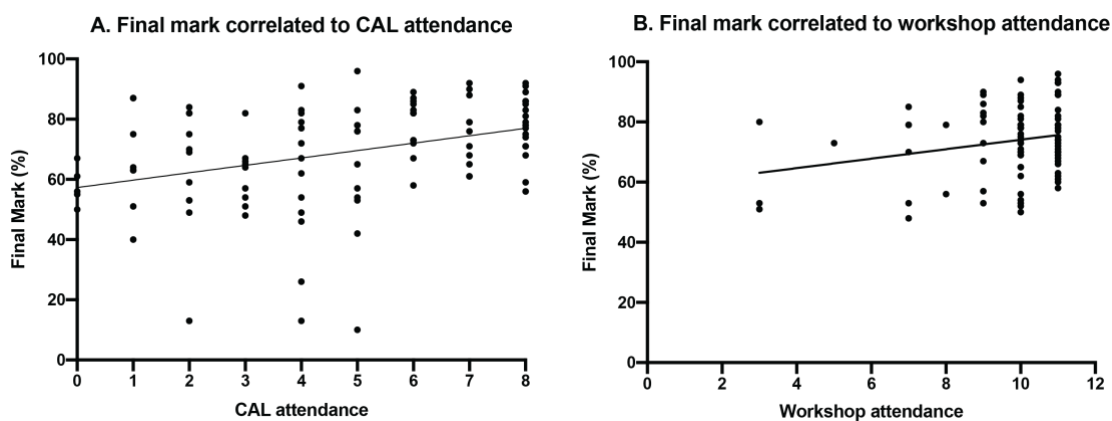 A. Final mark correlated to CAL attendance
100
80
60
40
20
0
Final Mark (%)
0 1 2 3 4 5 6 7 8
CAL attendance
B. Final mark correlated to workshop attendance
100
80
60
40
20
0
Final Mark (%)
0 2 4 6 8 10 12
Workshop attendance